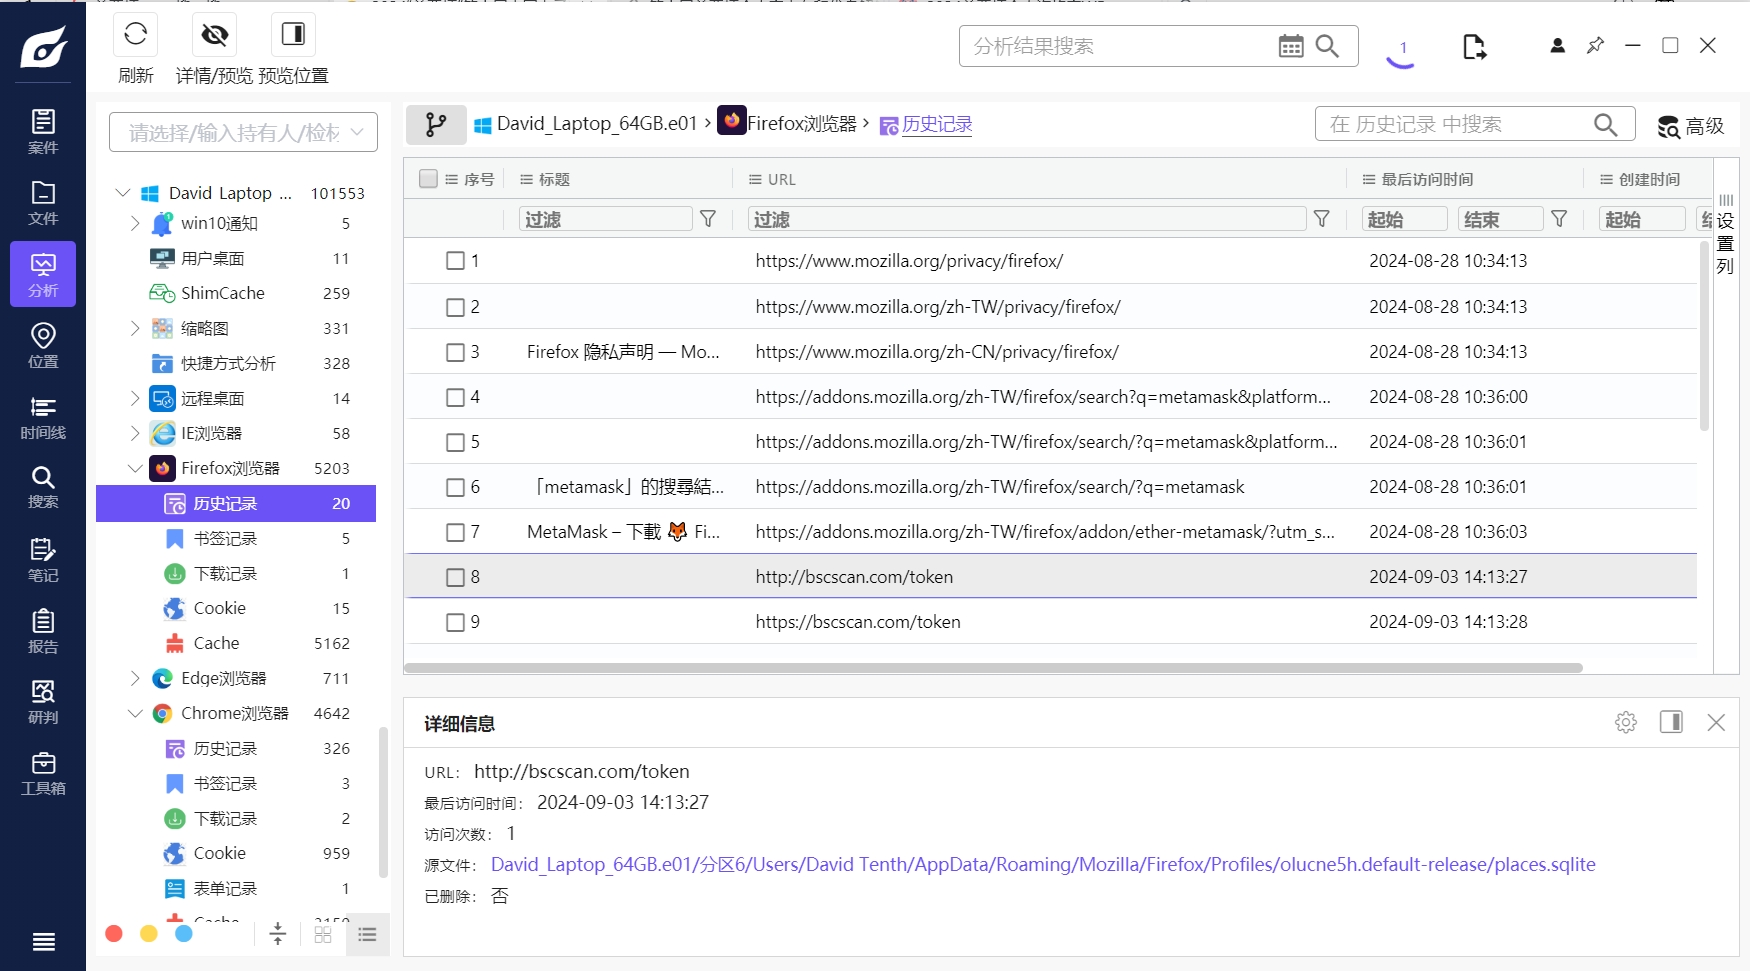 刷新
详情/预览
预览位置
分析结果搜索
1
案件
文件
分析
位置
时间线
搜索
笔记
报告
研判
工具箱
请选择/输入持有人/检材
David_Laptop ... 101553
win10通知 5
用户桌面 11
ShimCache 259
缩略图 331
快捷方式分析 328
远程桌面 14
IE浏览器 58
Firefox浏览器 5203
历史记录 20
书签记录 5
下载记录 1
Cookie 15
Cache 5162
Edge浏览器 711
Chrome浏览器 4642
历史记录 326
书签记录 3
下载记录 2
Cookie 959
表单记录 1
David_Laptop_64GB.e01 › Firefox浏览器 › 历史记录
在 历史记录 中搜索
高级
序号 标题 URL 最后访问时间 创建时间
过滤 过滤 起始 结束 起始 结
设置列
1 https://www.mozilla.org/privacy/firefox/ 2024-08-28 10:34:13
2 https://www.mozilla.org/zh-TW/privacy/firefox/ 2024-08-28 10:34:13
3 Firefox 隐私声明 — Mo... https://www.mozilla.org/zh-CN/privacy/firefox/ 2024-08-28 10:34:13
4 https://addons.mozilla.org/zh-TW/firefox/search?q=metamask&platform... 2024-08-28 10:36:00
5 https://addons.mozilla.org/zh-TW/firefox/search/?q=metamask&platform... 2024-08-28 10:36:01
6 「metamask」的搜尋結... https://addons.mozilla.org/zh-TW/firefox/search/?q=metamask 2024-08-28 10:36:01
7 MetaMask – 下載 🦊 Fi... https://addons.mozilla.org/zh-TW/firefox/addon/ether-metamask/?utm_s... 2024-08-28 10:36:03
8 http://bscscan.com/token 2024-09-03 14:13:27
9 https://bscscan.com/token 2024-09-03 14:13:28
详细信息
URL: http://bscscan.com/token
最后访问时间: 2024-09-03 14:13:27
访问次数: 1
源文件: David_Laptop_64GB.e01/分区6/Users/David Tenth/AppData/Roaming/Mozilla/Firefox/Profiles/olucne5h.default-release/places.sqlite
已删除: 否